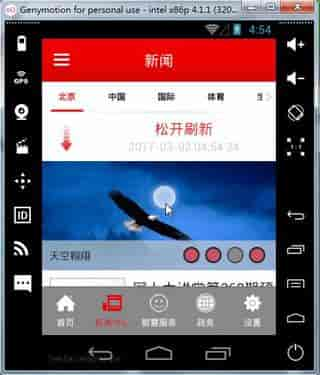 Genymotion for personal use - intel x86p 4.1.1 (320...
4:54
GPS
新闻
北京 中国 国际 体育
松开刷新
2017-03-02 04:54:24
天空翱翔
ID
首页 新闻中心 智慧服务 政务 设置